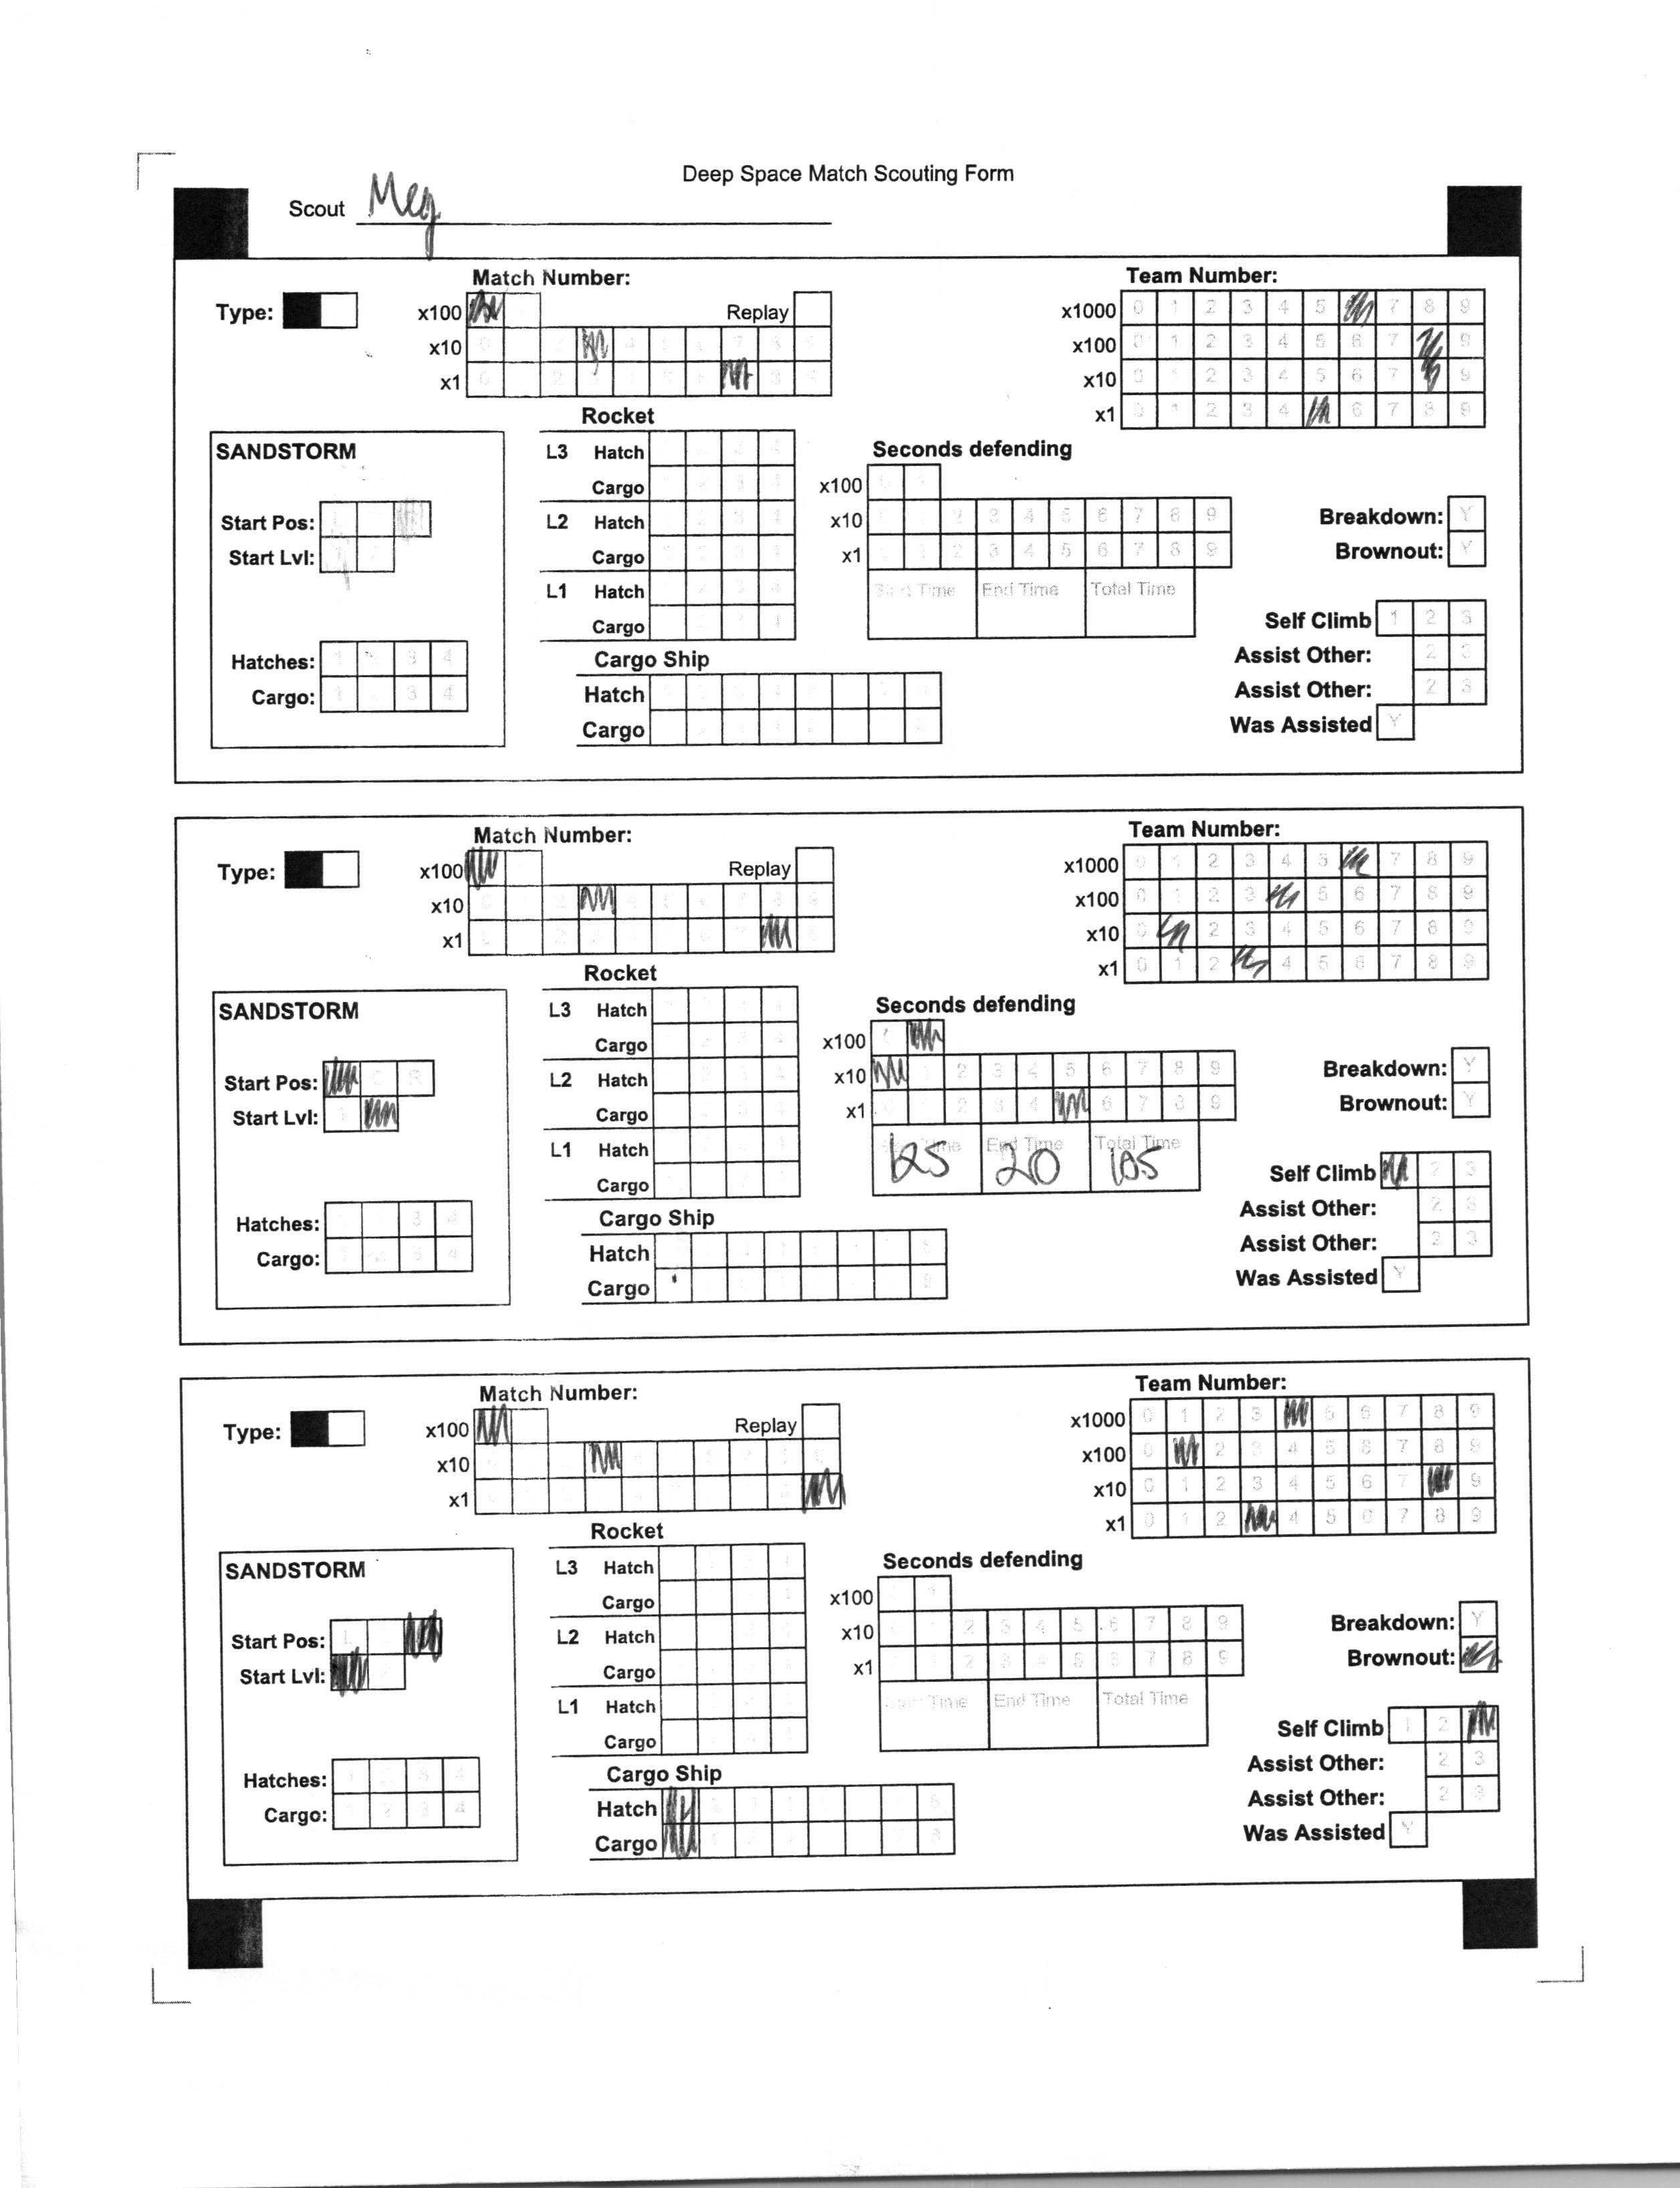 Deep Space Match Scouting Form
Scout Meg
Match Number:
Team Number:
Type:
x100
Replay
x10
x1
x1000 0 1 2 3 4 5 7 8 9
x100 0 1 2 3 4 5 6 7 9
x10 0 1 2 3 4 5 6 7 9
x1 0 1 2 3 4 6 7 8 9
SANDSTORM
Start Pos:
Start Lvl:
Hatches: 3 4
Cargo: 3 4
Rocket
L3 Hatch
Cargo
L2 Hatch
Cargo
L1 Hatch
Cargo
Cargo Ship
Hatch
Cargo
Seconds defending
x100
x10 2 3 4 5 6 7 8 9
x1 1 2 3 4 5 6 7 8 9
Start Time End Time Total Time
Breakdown: Y
Brownout: Y
Self Climb 1 2 3
Assist Other: 2 3
Assist Other: 2 3
Was Assisted Y
Match Number:
Team Number:
Type:
x100
Replay
x10
x1
x1000 0 1 2 3 4 5 7 8 9
x100 0 1 2 3 5 6 7 8 9
x10 0 2 3 4 5 6 7 8 9
x1 0 1 2 4 5 6 7 8 9
SANDSTORM
Start Pos: C R
Start Lvl: 1
Hatches: 3 4
Cargo: 3 4
Rocket
L3 Hatch
Cargo
L2 Hatch
Cargo
L1 Hatch
Cargo
Cargo Ship
Hatch
Cargo
Seconds defending
x100
x10 1 2 3 4 5 6 7 8 9
x1 2 3 4 6 7 8 9
End Time Total Time
125 20 105
Breakdown: Y
Brownout: Y
Self Climb 2 3
Assist Other: 2 3
Assist Other: 2 3
Was Assisted Y
Match Number:
Team Number:
Type:
x100
Replay
x10
x1
x1000 0 1 2 3 5 6 7 8 9
x100 0 2 3 4 5 6 7 8 9
x10 0 1 2 3 4 5 6 7 9
x1 0 1 2 4 5 6 7 8 9
SANDSTORM
Start Pos: L
Start Lvl:
Hatches: 1 2 3 4
Cargo: 2 3 4
Rocket
L3 Hatch
Cargo
L2 Hatch
Cargo
L1 Hatch
Cargo
Cargo Ship
Hatch
Cargo
Seconds defending
x100
x10 2 3 4 5 6 7 8 9
x1 2 3 4 5 6 7 8 9
Start Time End Time Total Time
Breakdown: Y
Brownout:
Self Climb 1 2
Assist Other: 2 3
Assist Other: 2 3
Was Assisted Y